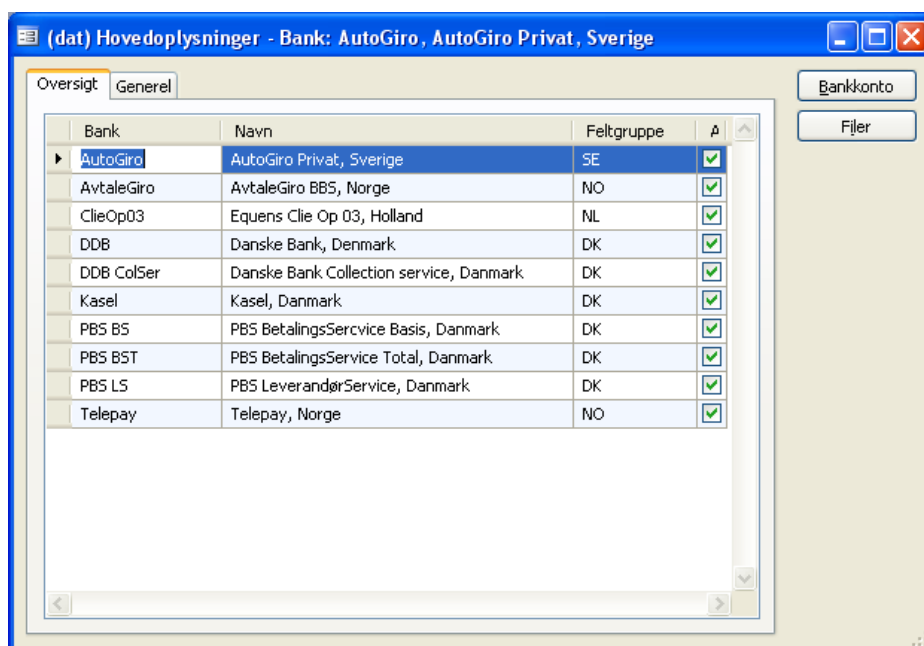 (dat) Hovedoplysninger - Bank: AutoGiro, AutoGiro Privat, Sverige
Oversigt Generel
Bankkonto
Filer
Bank Navn Feltgruppe A
AutoGiro AutoGiro Privat, Sverige SE
AvtaleGiro AvtaleGiro BBS, Norge NO
ClieOp03 Equens Clie Op 03, Holland NL
DDB Danske Bank, Denmark DK
DDB ColSer Danske Bank Collection service, Danmark DK
Kasel Kasel, Danmark DK
PBS BS PBS BetalingsSercvice Basis, Danmark DK
PBS BST PBS BetalingsService Total, Danmark DK
PBS LS PBS LeverandørService, Danmark DK
Telepay Telepay, Norge NO